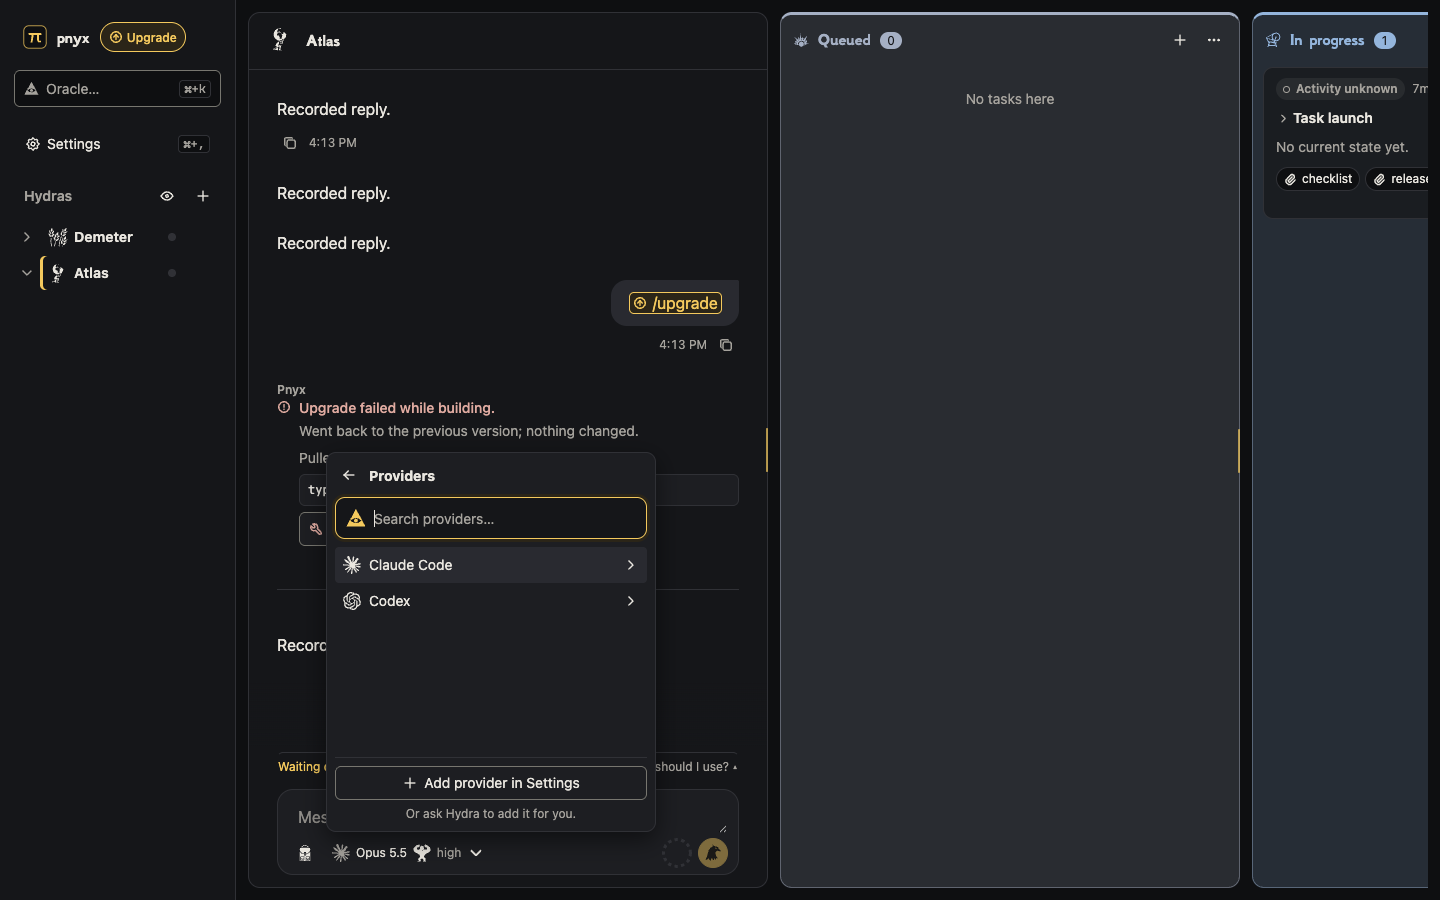 pnyx
Upgrade
Oracle...
⌘+k
Settings
⌘+,
Hydras
Demeter
Atlas
Atlas
Recorded reply.
4:13 PM
Recorded reply.
Recorded reply.
/upgrade
4:13 PM
Pnyx
Upgrade failed while building.
Went back to the previous version; nothing changed.
Pulle
typ
Providers
Search providers...
Claude Code
Codex
Recor
Add provider in Settings
Or ask Hydra to add it for you.
Waiting
should I use?
Mes
Opus 5.5
high
Queued
0
No tasks here
In progress
1
Activity unknown
7m
Task launch
No current state yet.
checklist
release